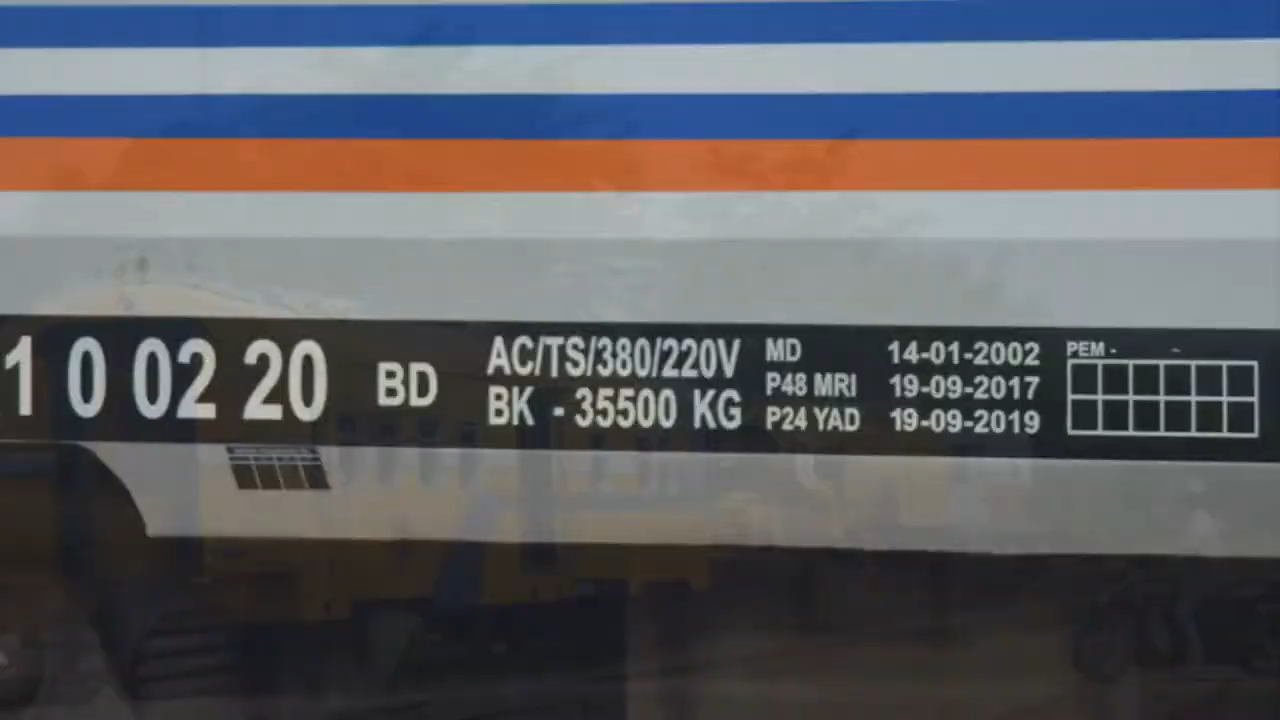 1 0 02 20 BD
AC/TS/380/220V
BK - 35500 KG
MD 14-01-2002
P48 MRI 19-09-2017
P24 YAD 19-09-2019
PEM - -